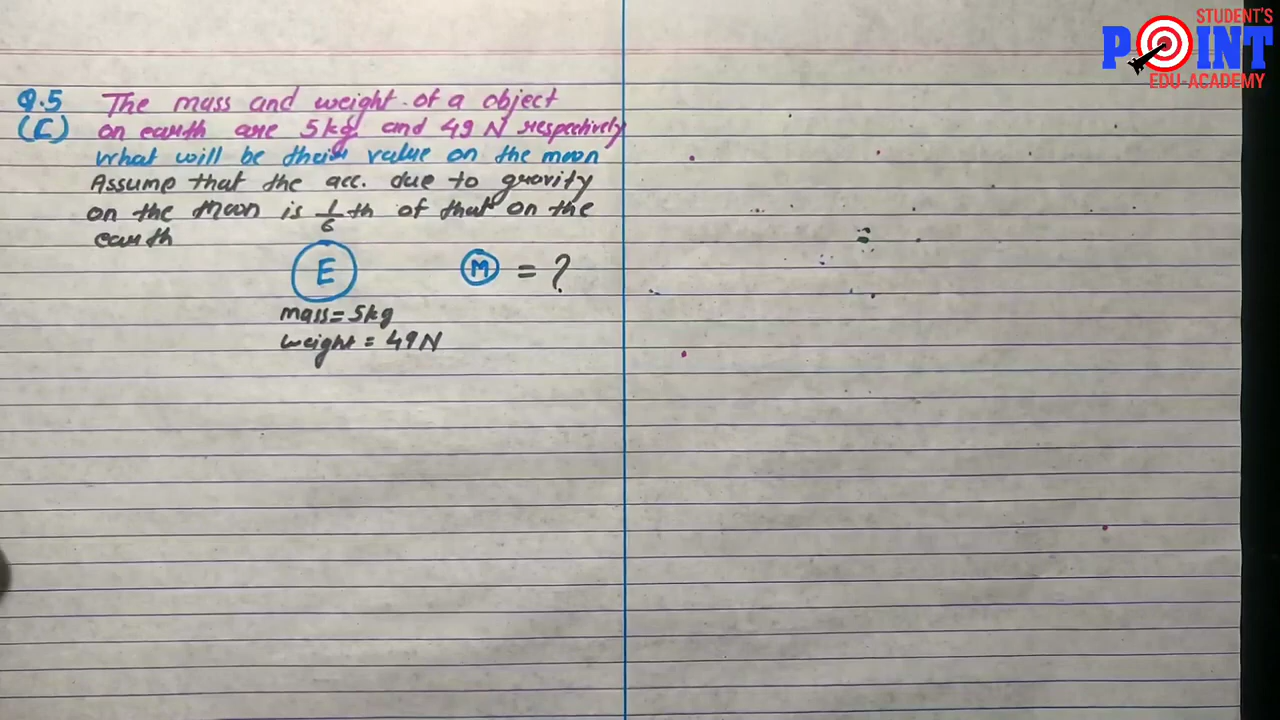 STUDENT'S
POINT
EDU-ACADEMY
Q.5 The mass and weight of a object
(C) on earth are 5kg and 49 N respectively
What will be their value on the moon
Assume that the acc. due to gravity
on the Moon is 1/6 th of that on the
earth
E M = ?
mass = 5kg
weight = 49 N